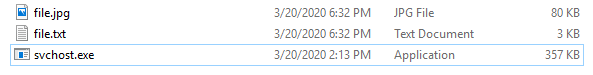 file.jpg 3/20/2020 6:32 PM JPG File 80 KB
file.txt 3/20/2020 6:32 PM Text Document 3 KB
svchost.exe 3/20/2020 2:13 PM Application 357 KB